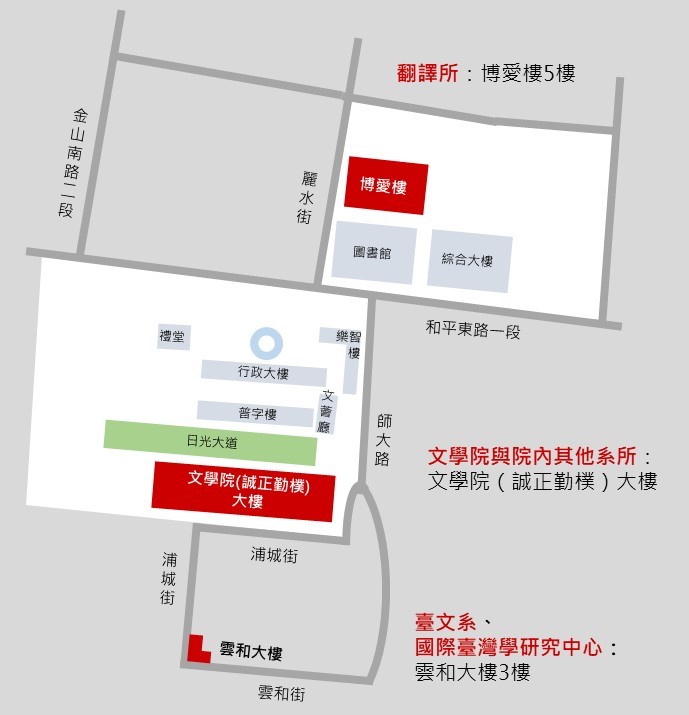 翻譯所：博愛樓5樓
金山南路二段
麗水街
博愛樓
圖書館
綜合大樓
和平東路一段
禮堂
樂智
樓
行政大樓
文薈廳
普字樓
日光大道
師大路
文學院(誠正勤樸)
大樓
文學院與院內其他系所：
文學院（誠正勤樸）大樓
浦城街
浦城街
臺文系、
國際臺灣學研究中心：
雲和大樓3樓
雲和大樓
雲和街